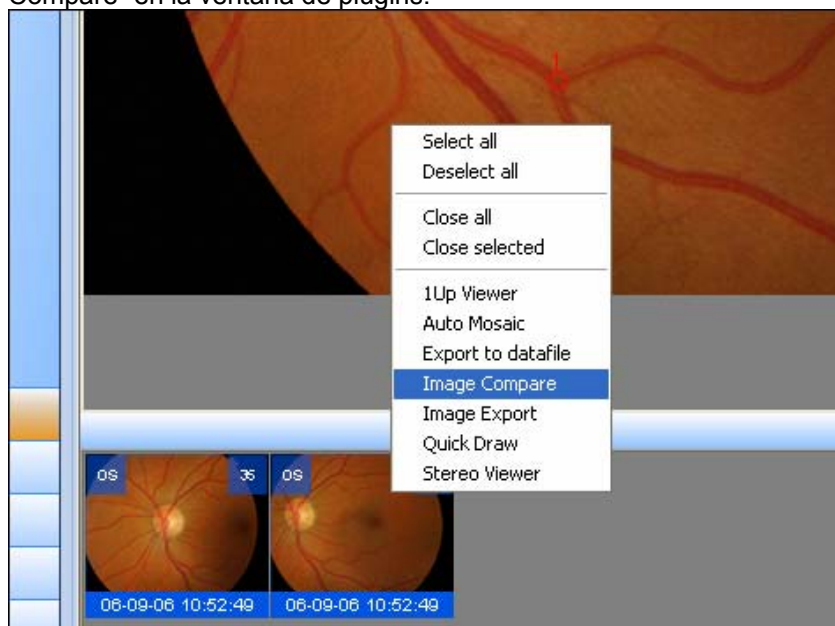 Compare" en la ventana de plugins.
Select all
Deselect all
Close all
Close selected
1Up Viewer
Auto Mosaic
Export to datafile
Image Compare
Image Export
Quick Draw
Stereo Viewer
OS 35 OS
06-09-06 10:52:49 06-09-06 10:52:49